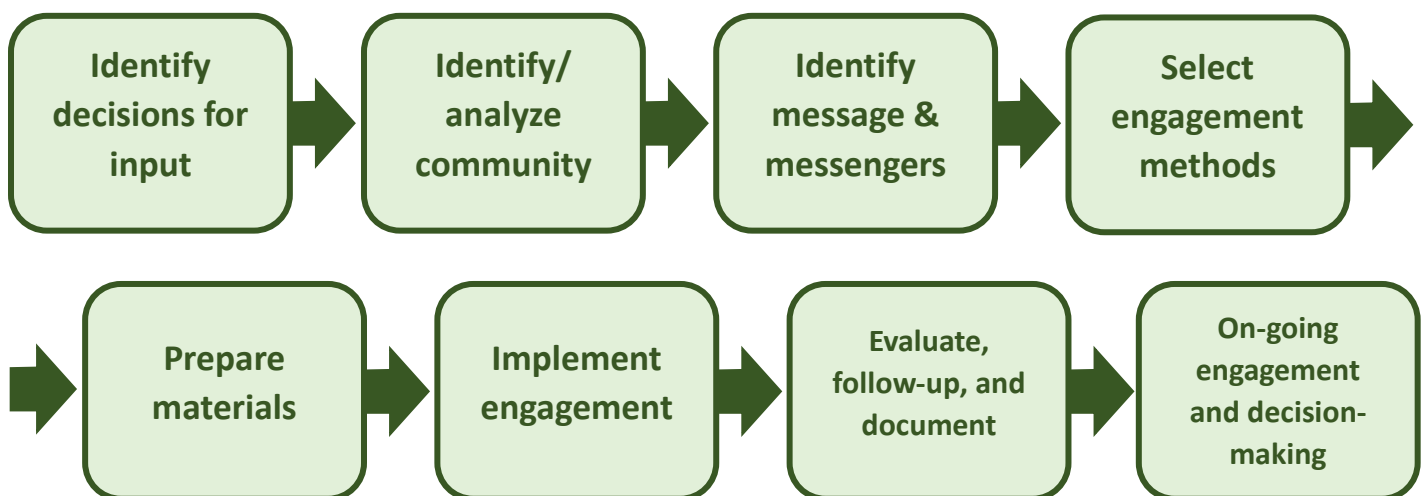 Identify
decisions for
input
Identify/
analyze
community
Identify
message &
messengers
Select
engagement
methods
Prepare
materials
Implement
engagement
Evaluate,
follow-up, and
document
On-going
engagement
and decision-
making